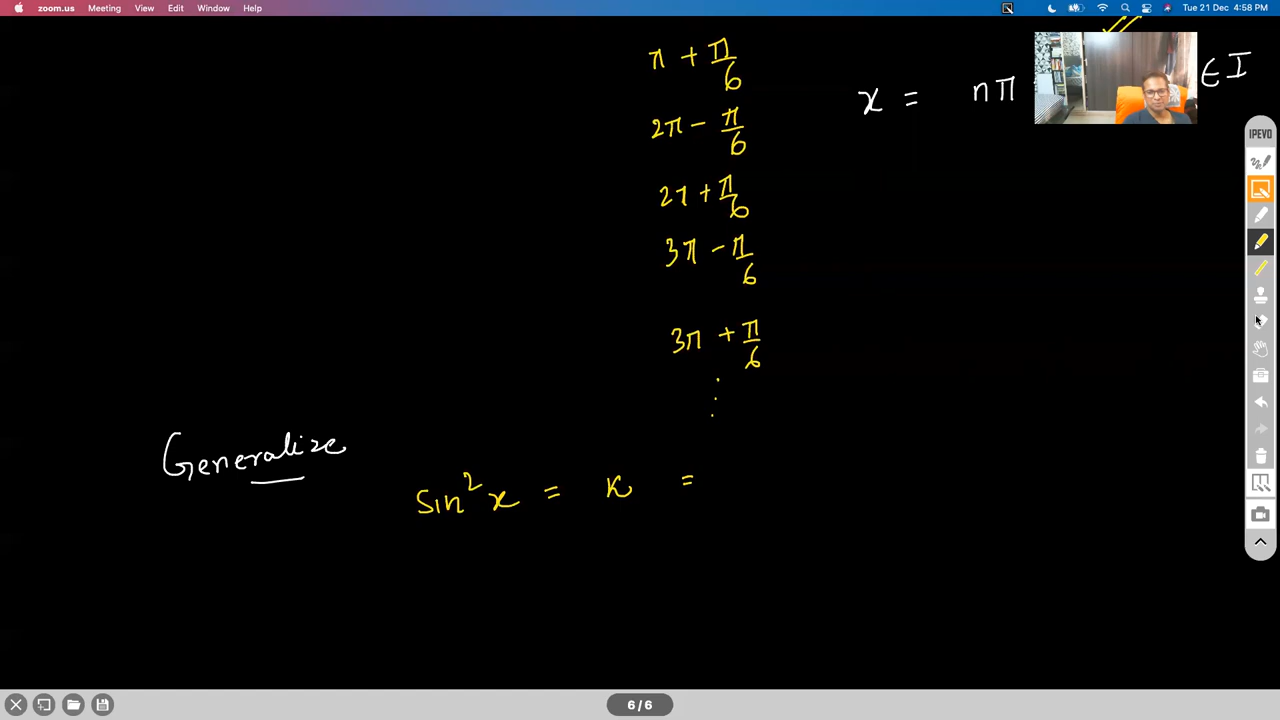 zoom.us Meeting View Edit Window Help Tue 21 Dec 4:58 PM
π + π/6
x = nπ ∈ I
2π − π/6
IPEVO
2π + π/6
3π − π/6
3π + π/6
⋮
Generalize
sin²x = K =
6 / 6